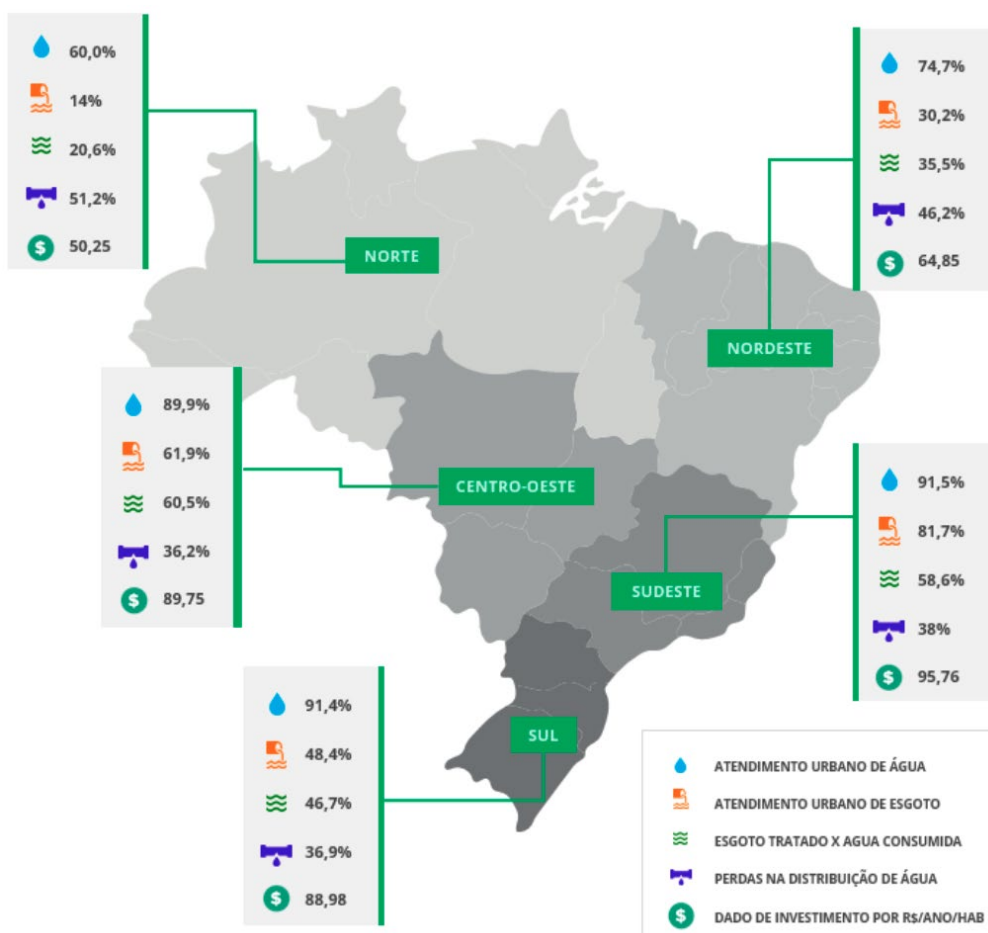 60,0%
14%
20,6%
51,2%
$ 50,25
NORTE
74,7%
30,2%
35,5%
46,2%
$ 64,85
NORDESTE
89,9%
61,9%
60,5%
36,2%
$ 89,75
CENTRO-OESTE
91,5%
81,7%
58,6%
38%
$ 95,76
SUDESTE
91,4%
48,4%
46,7%
36,9%
$ 88,98
SUL
ATENDIMENTO URBANO DE ÁGUA
ATENDIMENTO URBANO DE ESGOTO
ESGOTO TRATADO X AGUA CONSUMIDA
PERDAS NA DISTRIBUIÇÃO DE ÁGUA
$ DADO DE INVESTIMENTO POR R$/ANO/HAB